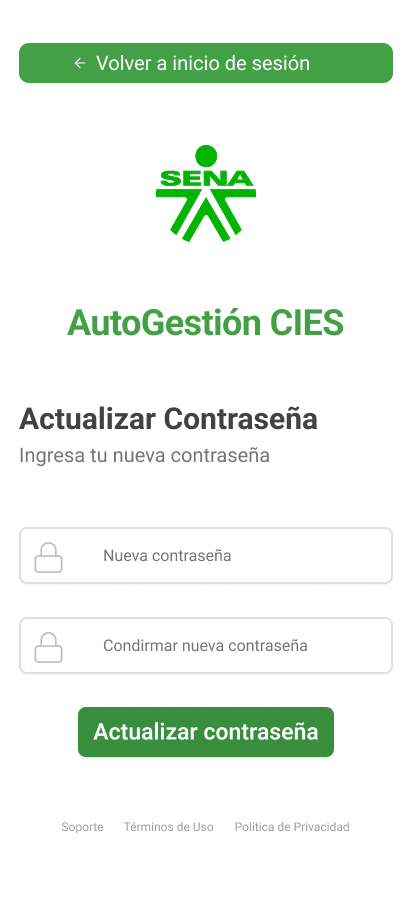 ← Volver a inicio de sesión
SENA
AutoGestión CIES
Actualizar Contraseña
Ingresa tu nueva contraseña
Nueva contraseña
Condirmar nueva contraseña
Actualizar contraseña
Soporte Términos de Uso Política de Privacidad